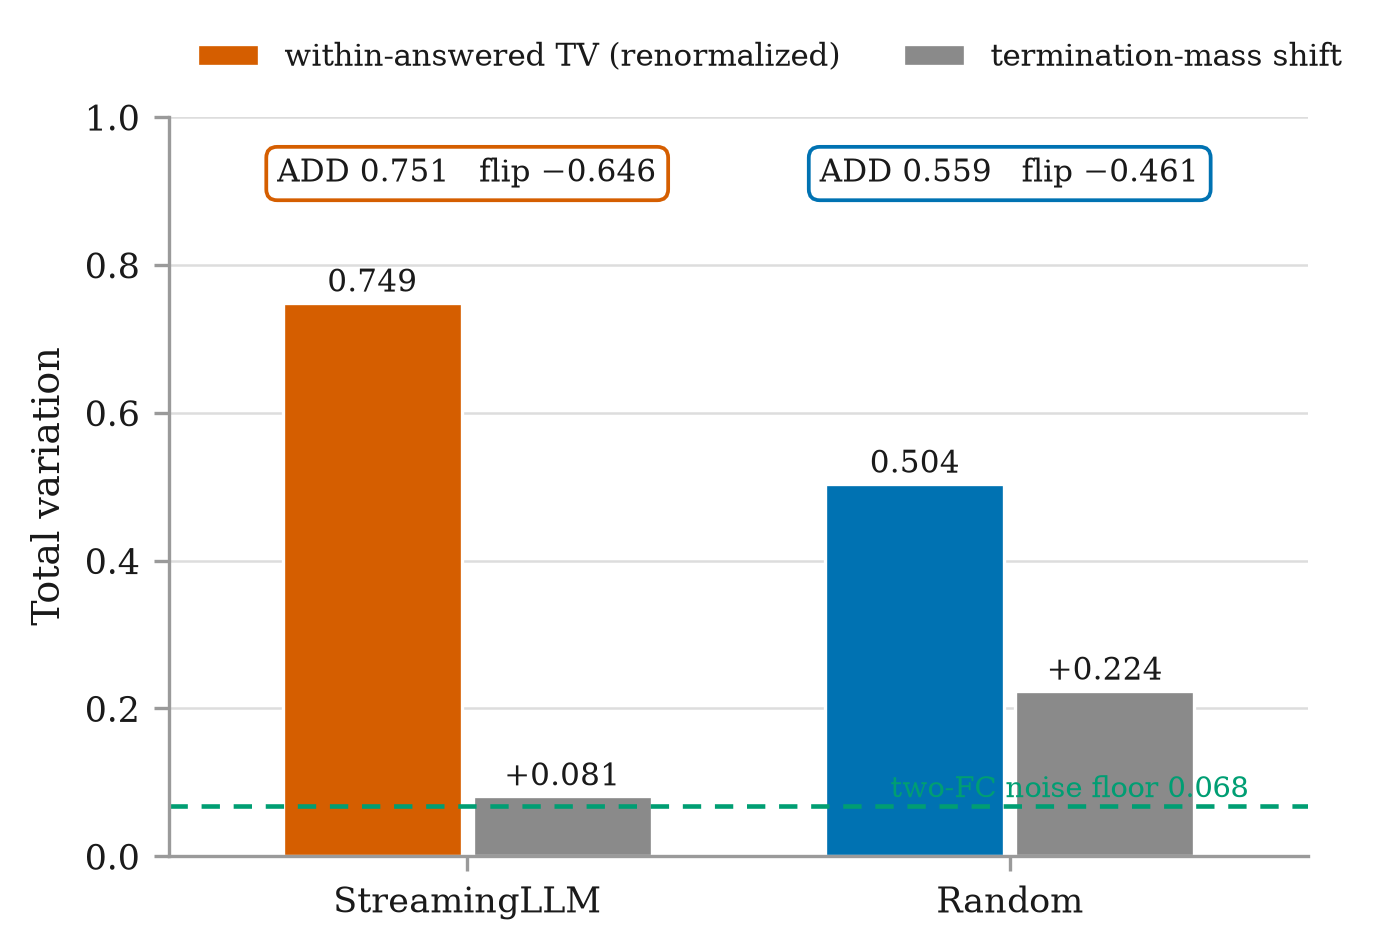 within-answered TV (renormalized) termination-mass shift
1.0
ADD 0.751 flip −0.646 ADD 0.559 flip −0.461
0.8
0.749
0.6
0.504
Total variation
0.4
+0.224
0.2
+0.081
two-FC noise floor 0.068
0.0
StreamingLLM Random